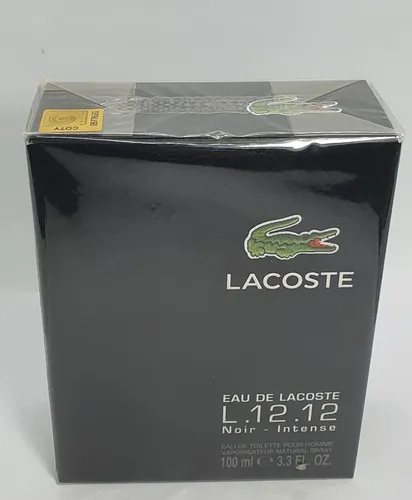 COTY
LACOSTE
EAU DE LACOSTE
L.12.12
Noir - Intense
EAU DE TOILETTE POUR HOMME
VAPORISATEUR NATURAL SPRAY
100 ml ℮ 3.3 FL. OZ.